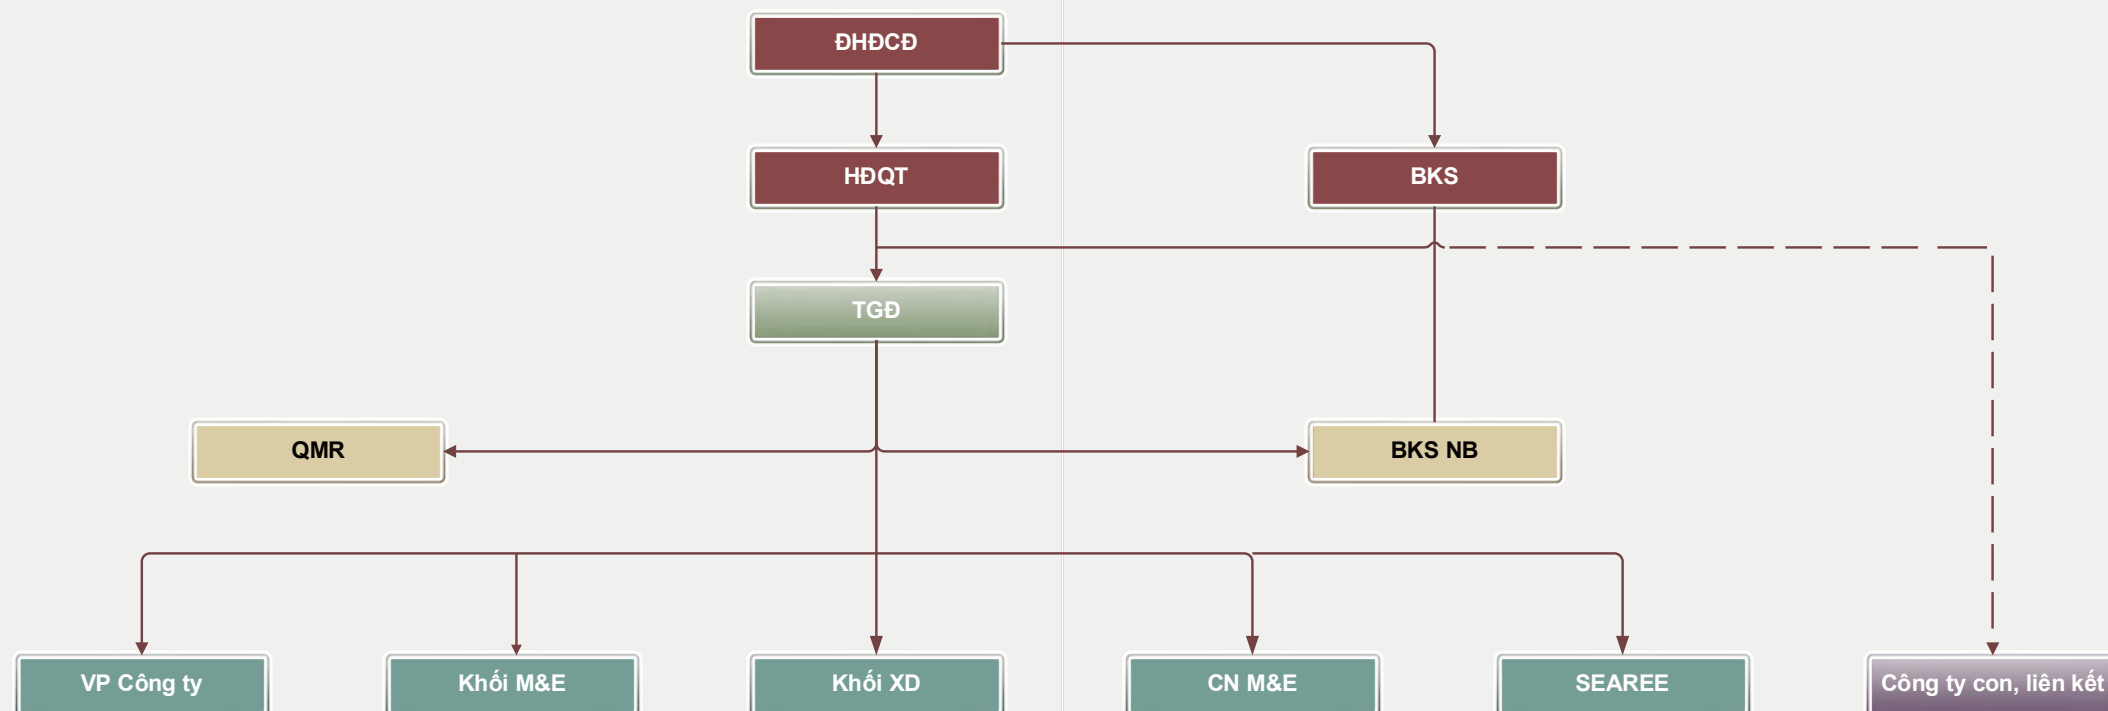 ĐHĐCĐ
HĐQT
BKS
TGĐ
QMR
BKS NB
VP Công ty
Khối M&E
Khối XD
CN M&E
SEAREE
Công ty con, liên kết